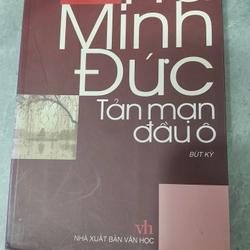 Minh
Đức
Tản mạn
đầu ô
BÚT KÝ
vh
NHÀ XUẤT BẢN VĂN HỌC